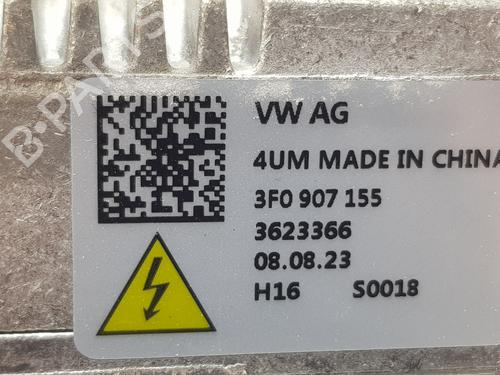 B-PARTS
VW AG
4UM MADE IN CHINA
3F0 907 155
3623366
08.08.23
H16 S0018